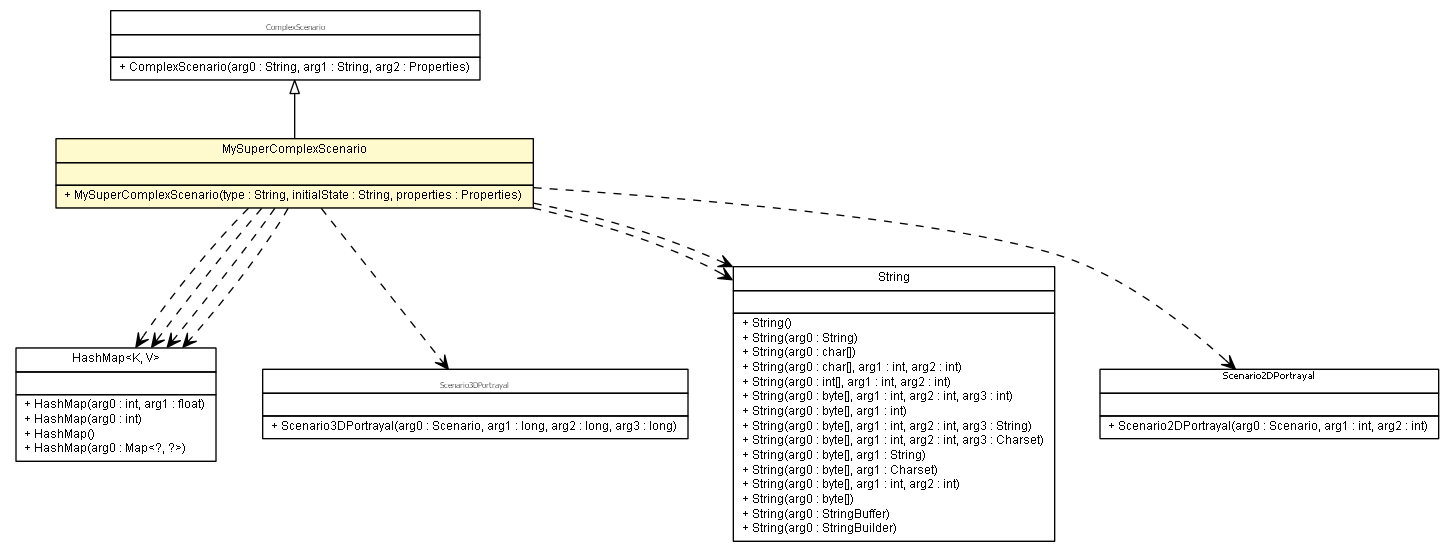 ComplexScenario
+ ComplexScenario(arg0 : String, arg1 : String, arg2 : Properties)
MySuperComplexScenario
+ MySuperComplexScenario(type : String, initialState : String, properties : Properties)
HashMap<K, V>
+ HashMap(arg0 : int, arg1 : float)
+ HashMap(arg0 : int)
+ HashMap()
+ HashMap(arg0 : Map<?, ?>)
Scenario3DPortrayal
+ Scenario3DPortrayal(arg0 : Scenario, arg1 : long, arg2 : long, arg3 : long)
String
+ String()
+ String(arg0 : String)
+ String(arg0 : char[])
+ String(arg0 : char[], arg1 : int, arg2 : int)
+ String(arg0 : int[], arg1 : int, arg2 : int)
+ String(arg0 : byte[], arg1 : int, arg2 : int, arg3 : int)
+ String(arg0 : byte[], arg1 : int)
+ String(arg0 : byte[], arg1 : int, arg2 : int, arg3 : String)
+ String(arg0 : byte[], arg1 : int, arg2 : int, arg3 : Charset)
+ String(arg0 : byte[], arg1 : String)
+ String(arg0 : byte[], arg1 : Charset)
+ String(arg0 : byte[], arg1 : int, arg2 : int)
+ String(arg0 : byte[])
+ String(arg0 : StringBuffer)
+ String(arg0 : StringBuilder)
Scenario2DPortrayal
+ Scenario2DPortrayal(arg0 : Scenario, arg1 : int, arg2 : int)